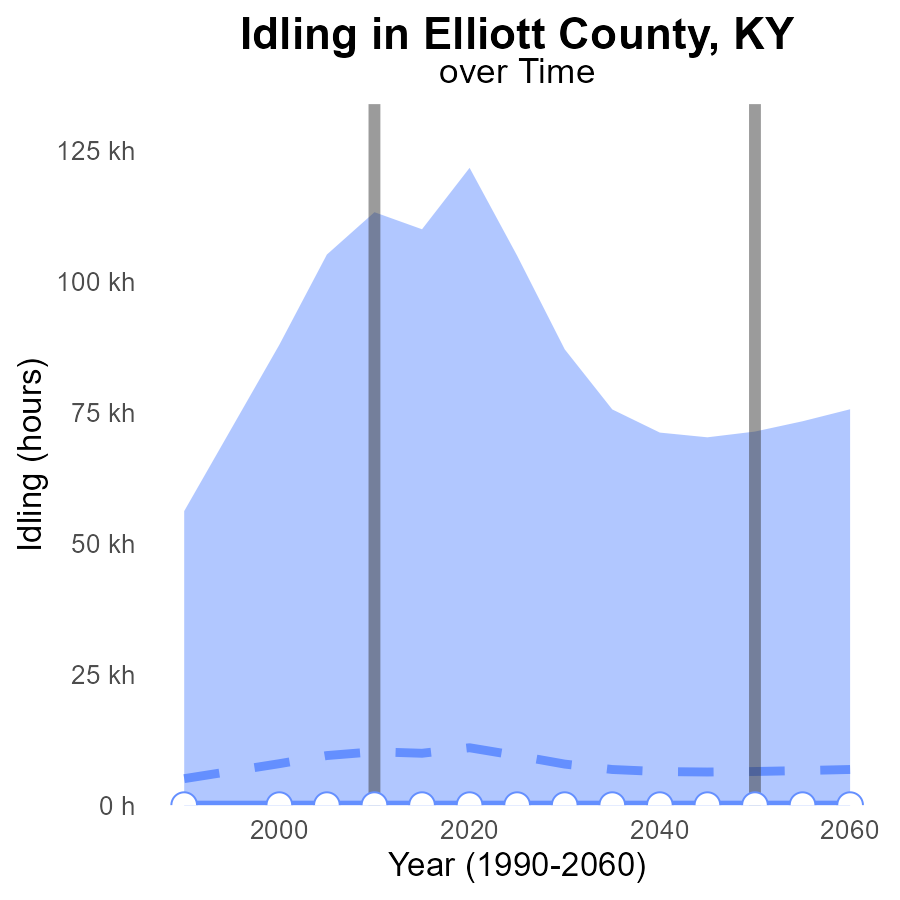 Idling in Elliott County, KY
over Time
125 kh
100 kh
75 kh
50 kh
25 kh
0 h
Idling (hours)
2000 2020 2040 2060
Year (1990-2060)